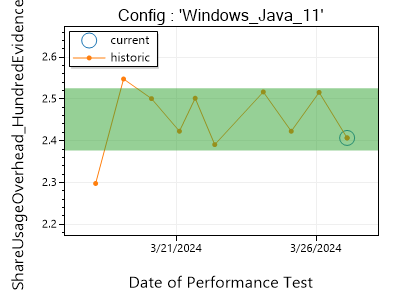 Config : 'Windows_Java_11'
current
historic
2.6
2.5
2.4
2.3
2.2
3/21/2024
3/26/2024
Date of Performance Test
ShareUsageOverhead_HundredEvidence